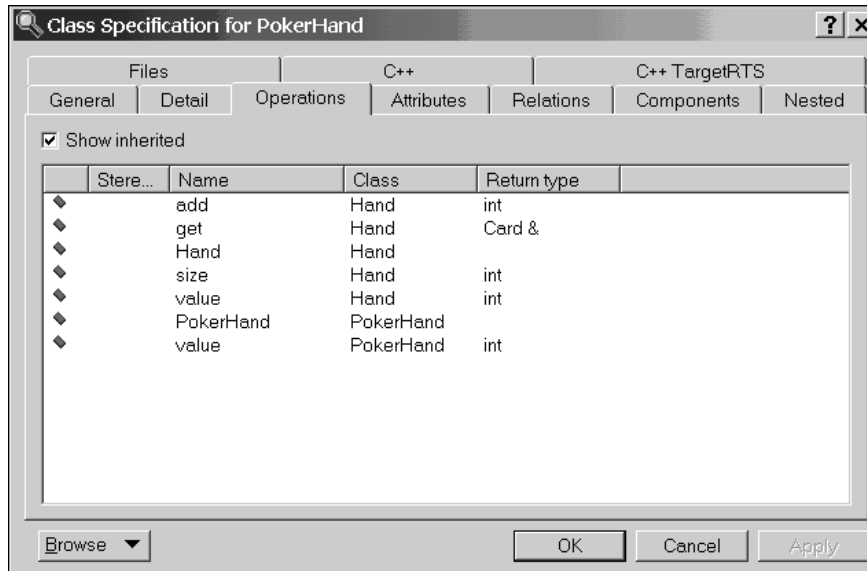 Class Specification for PokerHand
Files C++ C++ TargetRTS
General Detail Operations Attributes Relations Components Nested
Show inherited
Stere... Name Class Return type
add Hand int
get Hand Card &
Hand Hand
size Hand int
value Hand int
PokerHand PokerHand
value PokerHand int
Browse OK Cancel Apply